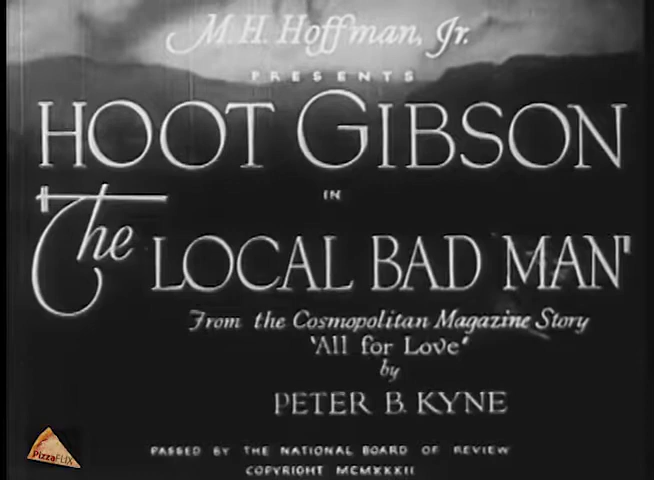 M. H. Hoffman, Jr.
PRESENTS
HOOT GIBSON
IN
"The LOCAL BAD MAN"
From the Cosmopolitan Magazine Story
'All for Love'
by
PETER B. KYNE
PASSED BY THE NATIONAL BOARD OF REVIEW
COPYRIGHT MCMXXXII
PizzaFLIX